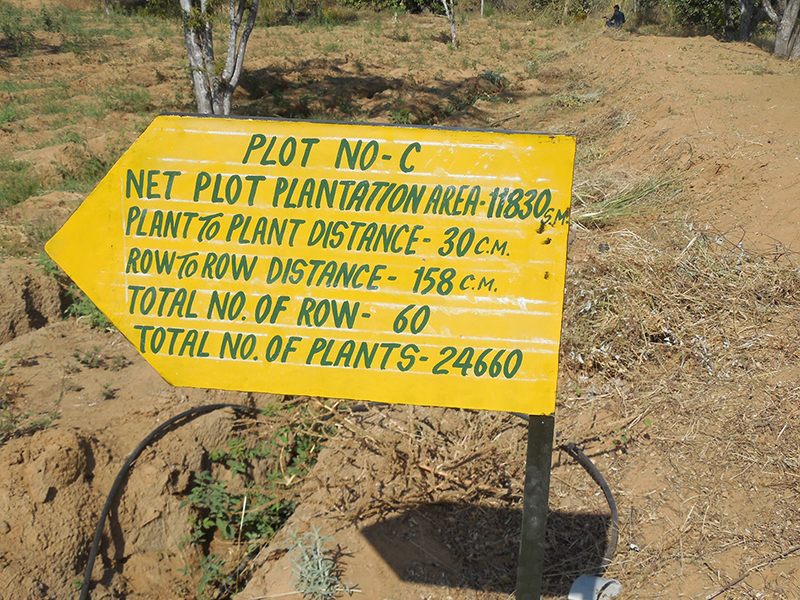 PLOT NO-C
NET PLOT PLANTATION AREA-11830 S.M.
PLANT TO PLANT DISTANCE-30 C.M.
ROW TO ROW DISTANCE-158 C.M.
TOTAL NO. OF ROW-60
TOTAL NO. OF PLANTS-24660